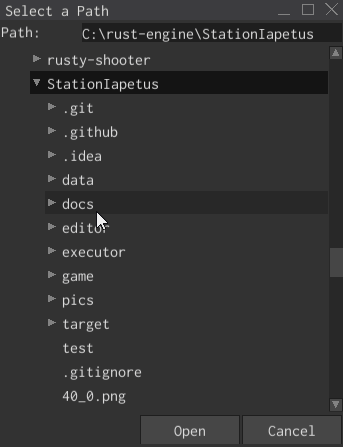 Select a Path
Path: C:\rust-engine\StationIapetus
rusty-shooter
StationIapetus
.git
.github
.idea
data
docs
editor
executor
game
pics
target
test
.gitignore
40_0.png
Open Cancel